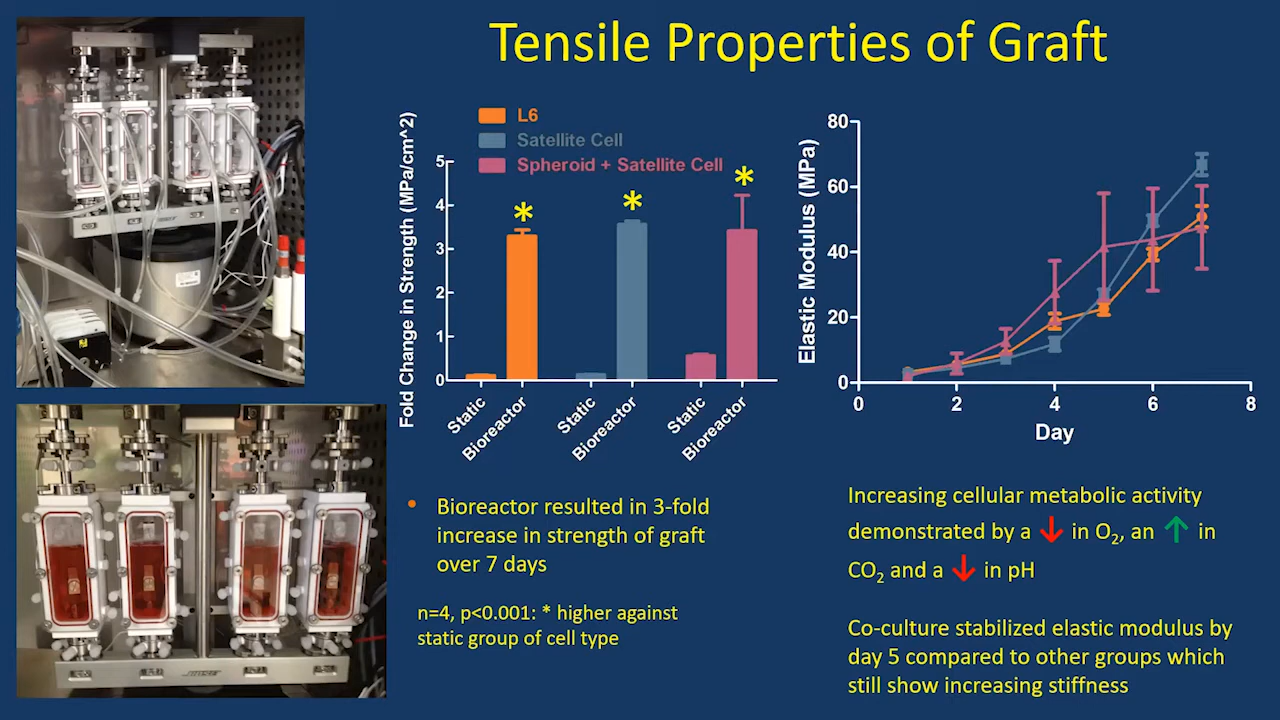 Tensile Properties of Graft
L6
Satellite Cell
Spheroid + Satellite Cell
Fold Change in Strength (MPa/cm^2)
5
4
3
2
1
0
*
*
*
Static
Bioreactor
Static
Bioreactor
Static
Bioreactor
Elastic Modulus (MPa)
80
60
40
20
0
0
2
4
6
8
Day
• Bioreactor resulted in 3-fold
increase in strength of graft
over 7 days
n=4, p<0.001: * higher against
static group of cell type
Increasing cellular metabolic activity
demonstrated by a ↓ in O₂, an ↑ in
CO₂ and a ↓ in pH
Co-culture stabilized elastic modulus by
day 5 compared to other groups which
still show increasing stiffness